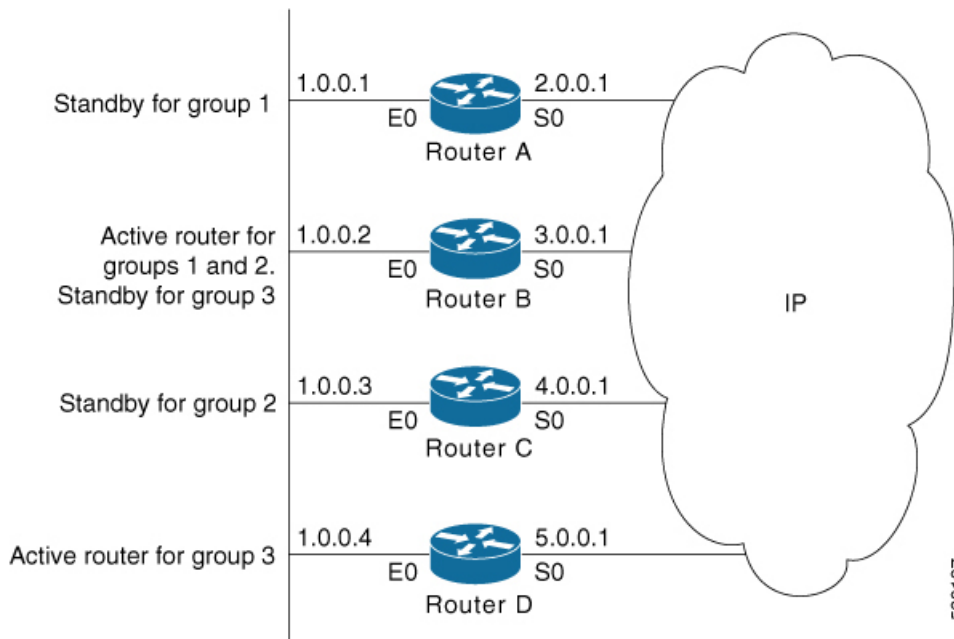 Standby for group 1
1.0.0.1
2.0.0.1
E0
S0
Router A
Active router for
groups 1 and 2.
Standby for group 3
1.0.0.2
3.0.0.1
E0
S0
Router B
IP
Standby for group 2
1.0.0.3
4.0.0.1
E0
S0
Router C
Active router for group 3
1.0.0.4
5.0.0.1
E0
S0
Router D